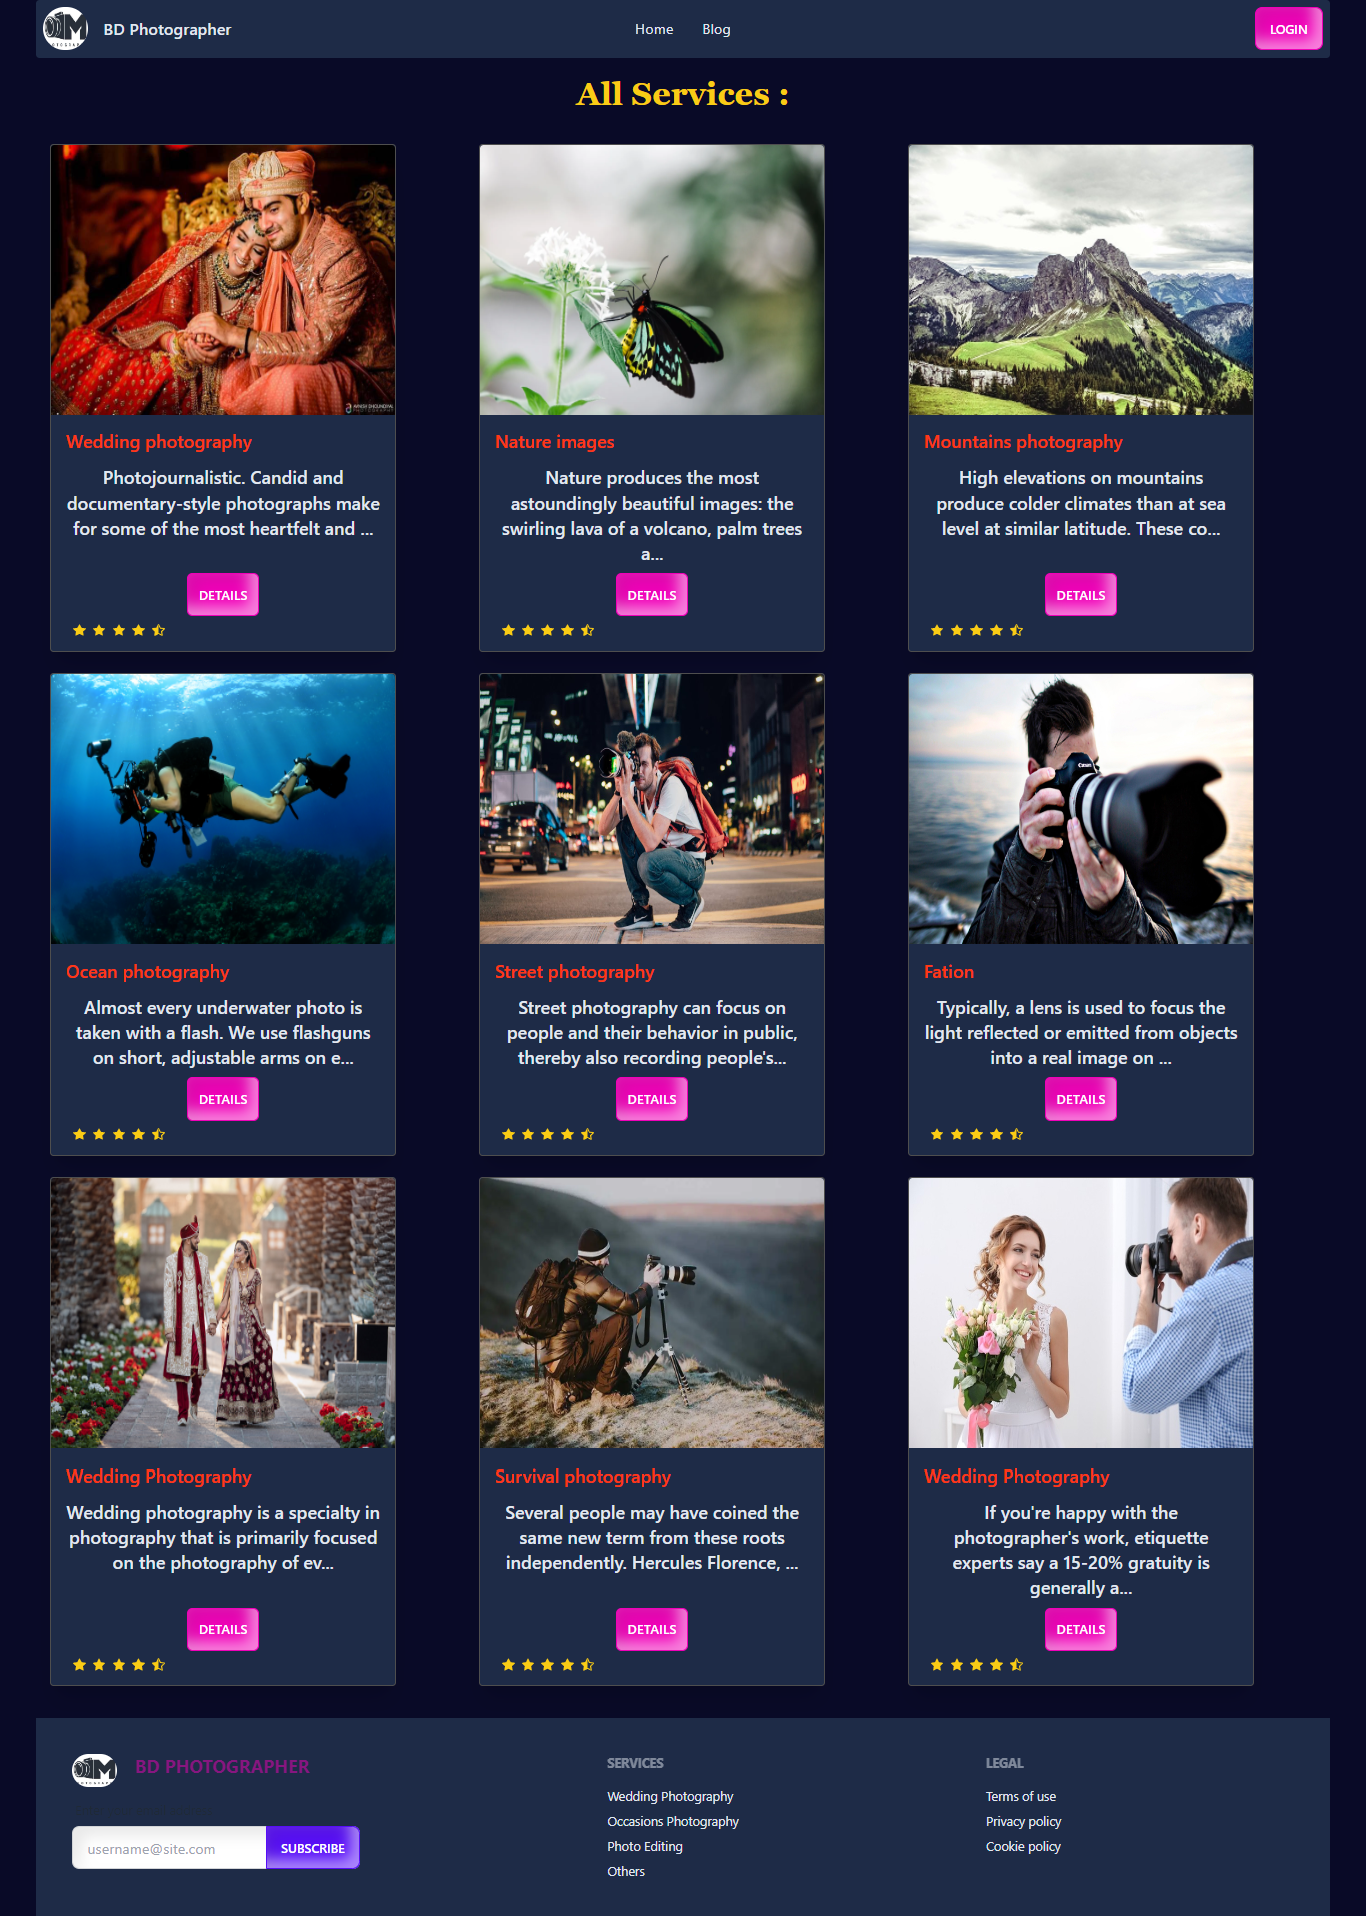 BD Photographer
Home
Blog
LOGIN
All Services :
Wedding photography
Photojournalistic. Candid and
documentary-style photographs make
for some of the most heartfelt and ...
DETAILS
Nature images
Nature produces the most
astoundingly beautiful images: the
swirling lava of a volcano, palm trees
a...
DETAILS
Mountains photography
High elevations on mountains
produce colder climates than at sea
level at similar latitude. These co...
DETAILS
Ocean photography
Almost every underwater photo is
taken with a flash. We use flashguns
on short, adjustable arms on e...
DETAILS
Street photography
Street photography can focus on
people and their behavior in public,
thereby also recording people's...
DETAILS
Canon
Fation
Typically, a lens is used to focus the
light reflected or emitted from objects
into a real image on ...
DETAILS
Wedding Photography
Wedding photography is a specialty in
photography that is primarily focused
on the photography of ev...
DETAILS
Survival photography
Several people may have coined the
same new term from these roots
independently. Hercules Florence, ...
DETAILS
Wedding Photography
If you're happy with the
photographer's work, etiquette
experts say a 15-20% gratuity is
generally a...
DETAILS
BD PHOTOGRAPHER
username@site.com
SUBSCRIBE
SERVICES
Wedding Photography
Occasions Photography
Photo Editing
Others
LEGAL
Terms of use
Privacy policy
Cookie policy